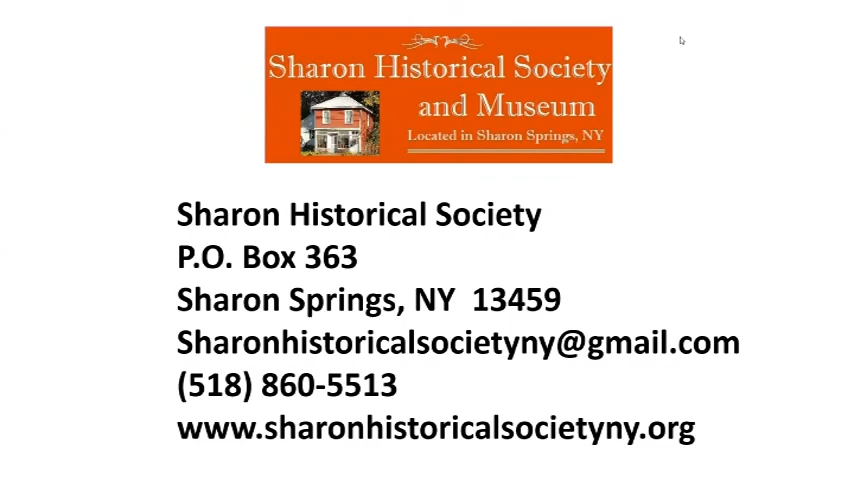 Sharon Historical Society
and Museum
Located in Sharon Springs, NY
Sharon Historical Society
P.O. Box 363
Sharon Springs, NY  13459
Sharonhistoricalsocietyny@gmail.com
(518) 860-5513
www.sharonhistoricalsocietyny.org